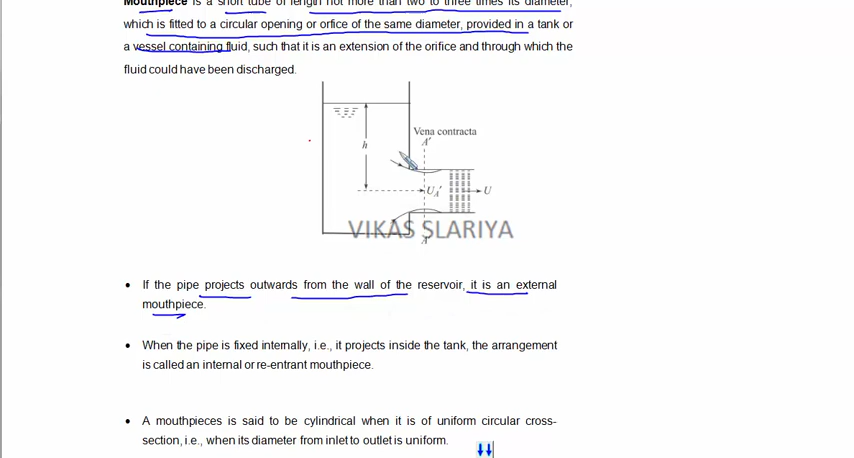 Mouthpiece is a short tube of length not more than two to three times its diameter,
which is fitted to a circular opening or orfice of the same diameter, provided in a tank or
a vessel containing fluid, such that it is an extension of the orifice and through which the
fluid could have been discharged.
Vena contracta
A'
h
U
A'
U
VIKAS SLARIYA
A'
• If the pipe projects outwards from the wall of the reservoir, it is an external
mouthpiece.
• When the pipe is fixed internally, i.e., it projects inside the tank, the arrangement
is called an internal or re-entrant mouthpiece.
• A mouthpieces is said to be cylindrical when it is of uniform circular cross-
section, i.e., when its diameter from inlet to outlet is uniform.